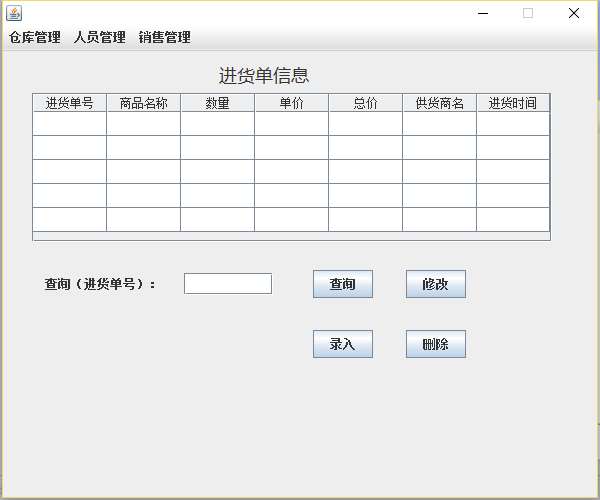 仓库管理 人员管理 销售管理
进货单信息
进货单号 商品名称 数量 单价 总价 供货商名 进货时间
查询（进货单号）： 查询 修改
录入 删除